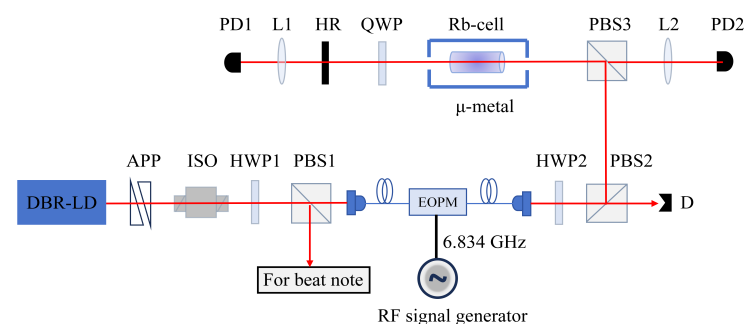 PD1 L1 HR QWP Rb-cell PBS3 L2 PD2
μ-metal
APP ISO HWP1 PBS1 HWP2 PBS2
DBR-LD EOPM D
6.834 GHz
For beat note
RF signal generator